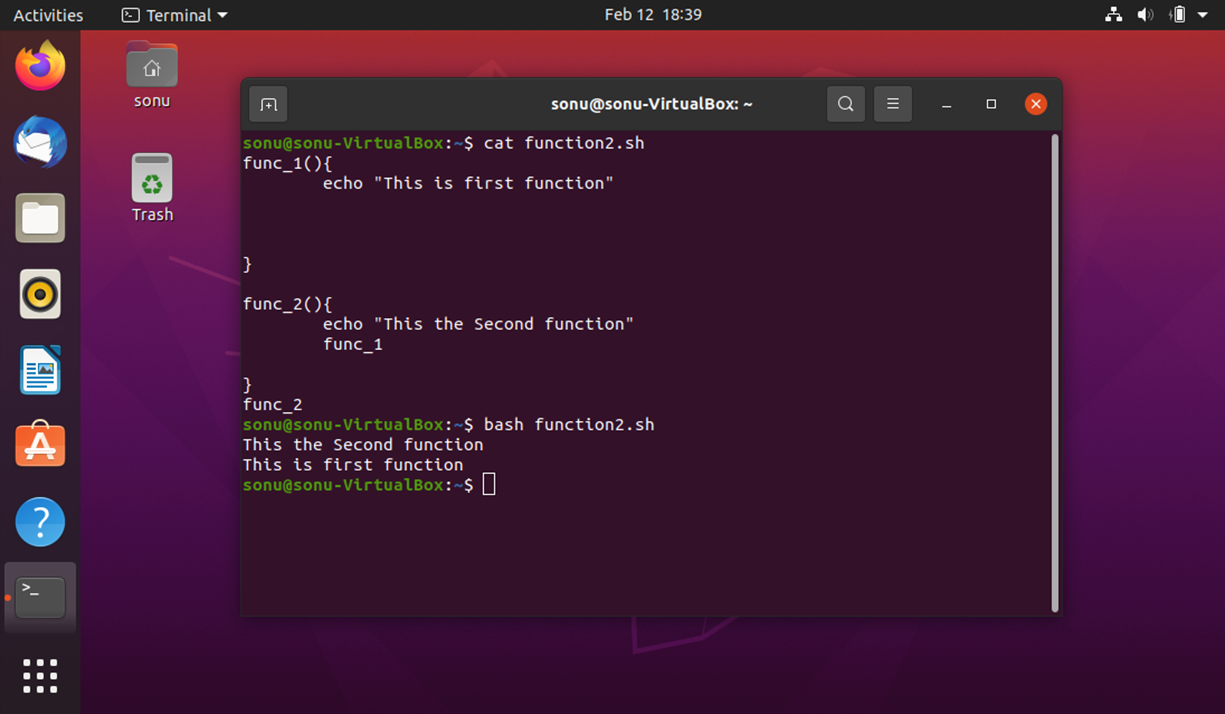 Activities Terminal Feb 12 18:39
sonu
Trash
sonu@sonu-VirtualBox: ~
sonu@sonu-VirtualBox:~$ cat function2.sh
func_1(){
echo "This is first function"
}
func_2(){
echo "This the Second function"
func_1
}
func_2
sonu@sonu-VirtualBox:~$ bash function2.sh
This the Second function
This is first function
sonu@sonu-VirtualBox:~$